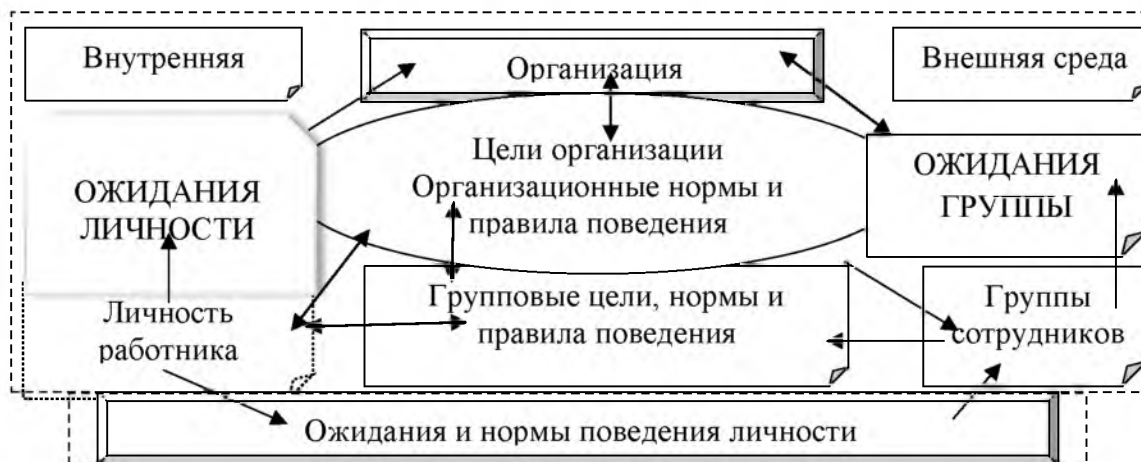 Внутренняя
Организация
Внешняя среда
ОЖИДАНИЯ
ЛИЧНОСТИ
Цели организации
Организационные нормы и
правила поведения
ОЖИДАНИЯ
ГРУППЫ
Личность
работника
Групповые цели, нормы и
правила поведения
Группы
сотрудников
Ожидания и нормы поведения личности